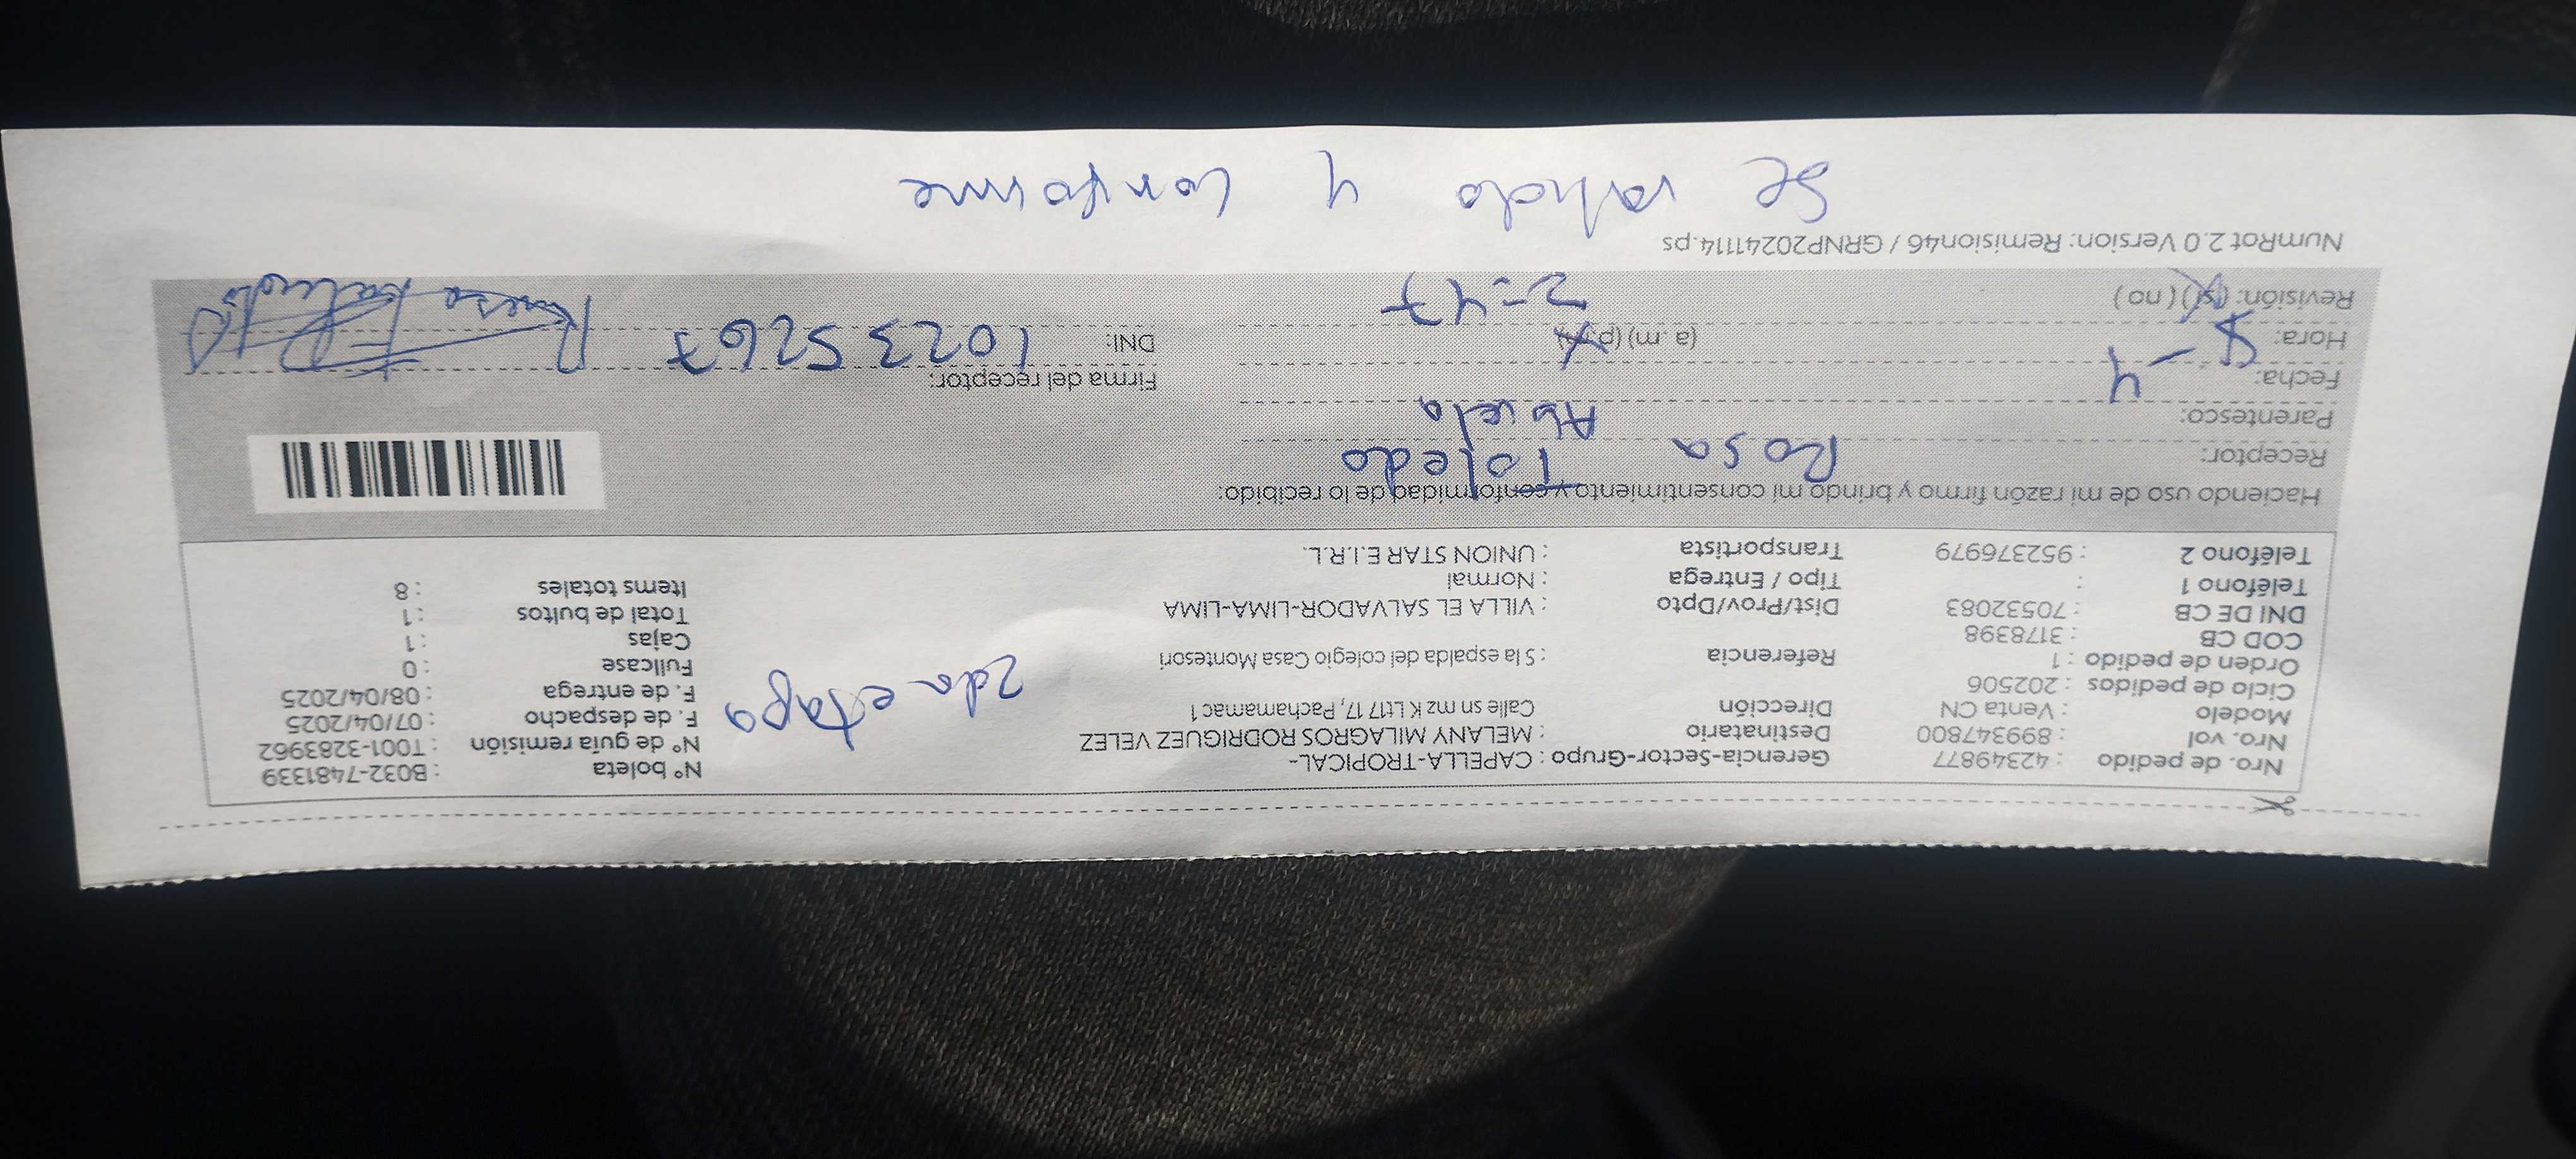 Nro. de pedido : 42349877 Gerencia-Sector-Grupo : CAPELLA-TROPICAL- Nº boleta : B032-7481339
Nro. vol : 899347800 Destinatario : MELANY MILAGROS RODRIGUEZ VELEZ Nº de guía remisión : T001-3283962
Modelo : Venta CN Dirección Calle sn mz K Lt17 17, Pachamamac1 F. de despacho : 07/04/2025
Ciclo de pedidos : 202506 F. de entrega : 08/04/2025
2da etapa
Orden de pedido : 1 Referencia : S la espalda del colegio Casa Montesori Fullcase : 0
COD CB : 3178398 Cajas : 1
DNI DE CB : 70532083 Dist/Prov/Dpto : VILLA EL SALVADOR-LIMA-LIMA Total de bultos : 1
Teléfono 1 : Tipo / Entrega : Normal Items totales : 8
Teléfono 2 : 952376979 Transportista : UNION STAR E.I.R.L.
Haciendo uso de mi razón firmo y brindo mi consentimiento y conformidad de lo recibido:
Receptor: Rosa Toledo
Parentesco: Abuela
Fecha: 8-4 Firma del receptor:
Hora: (a .m) (p.m) 2:47 DNI: 10235267
Revisión: (si) (no)
NumRot 2.0 Version: Remision46 / GRNP20241114.ps
Se valido y conforme